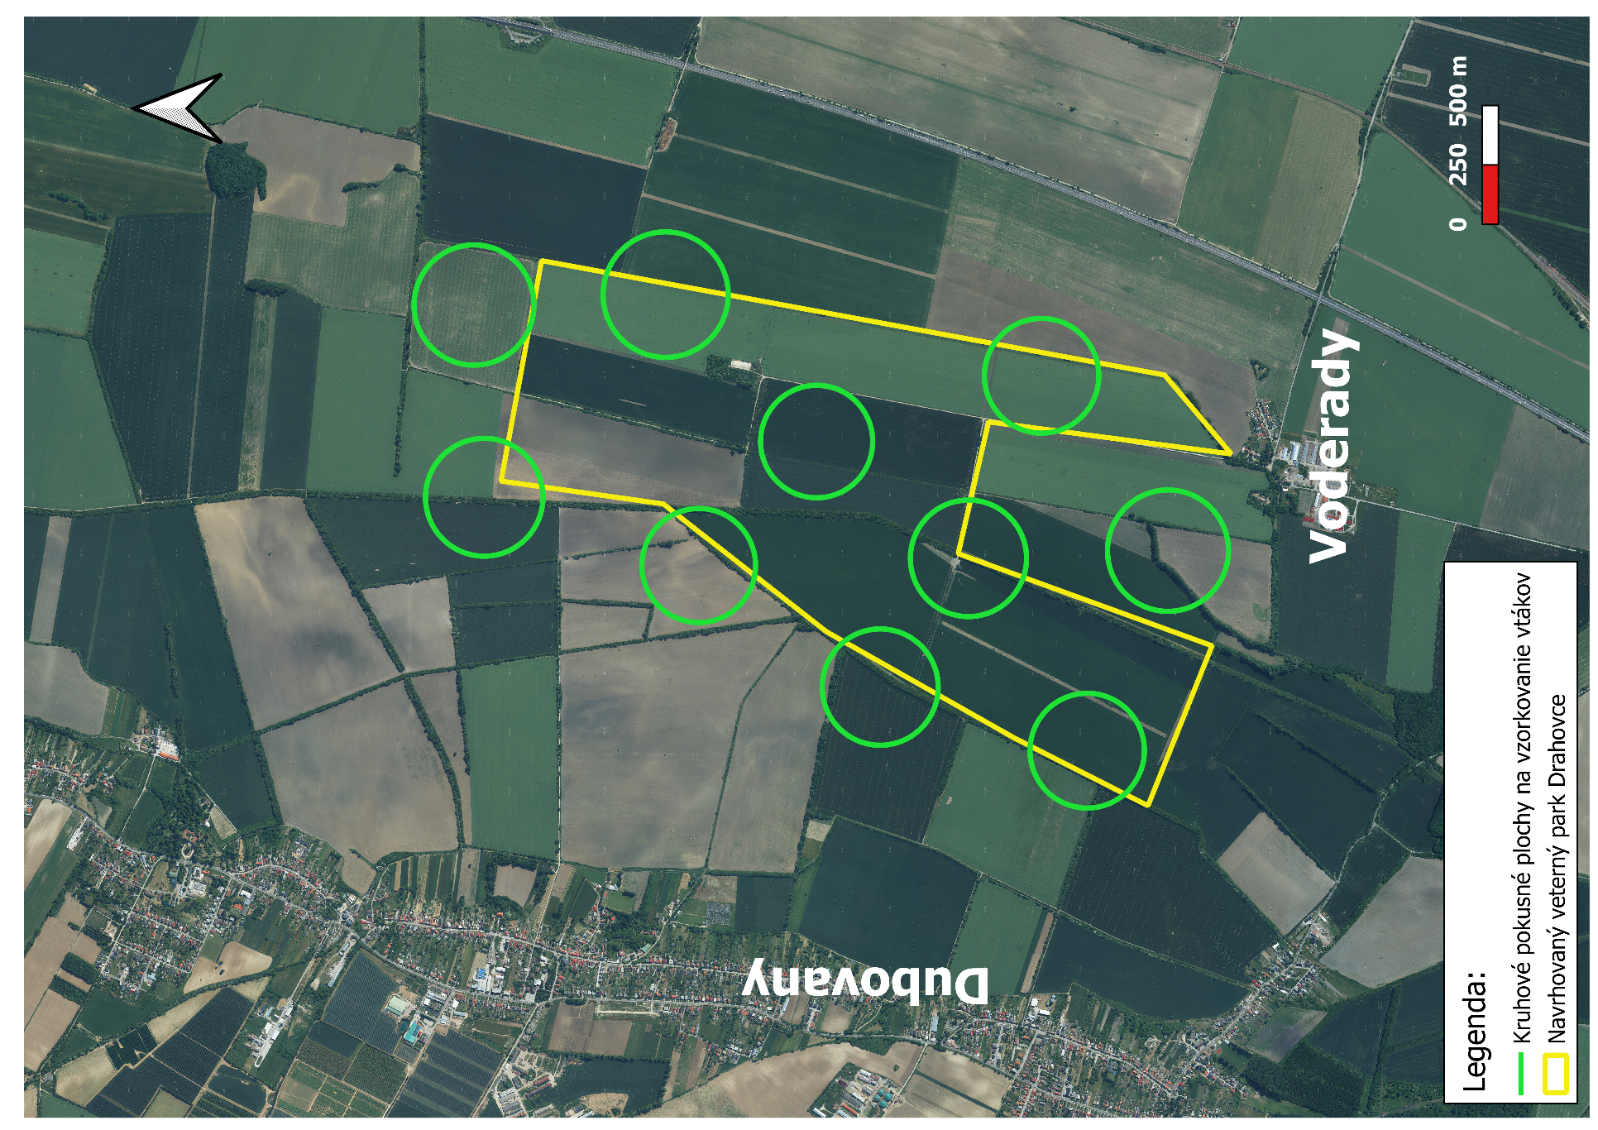 Dubovany
Voderady
0 250 500 m
Legenda:
Kruhové pokusné plochy na vzorkovanie vtákov
Navrhovaný veterný park Drahovce